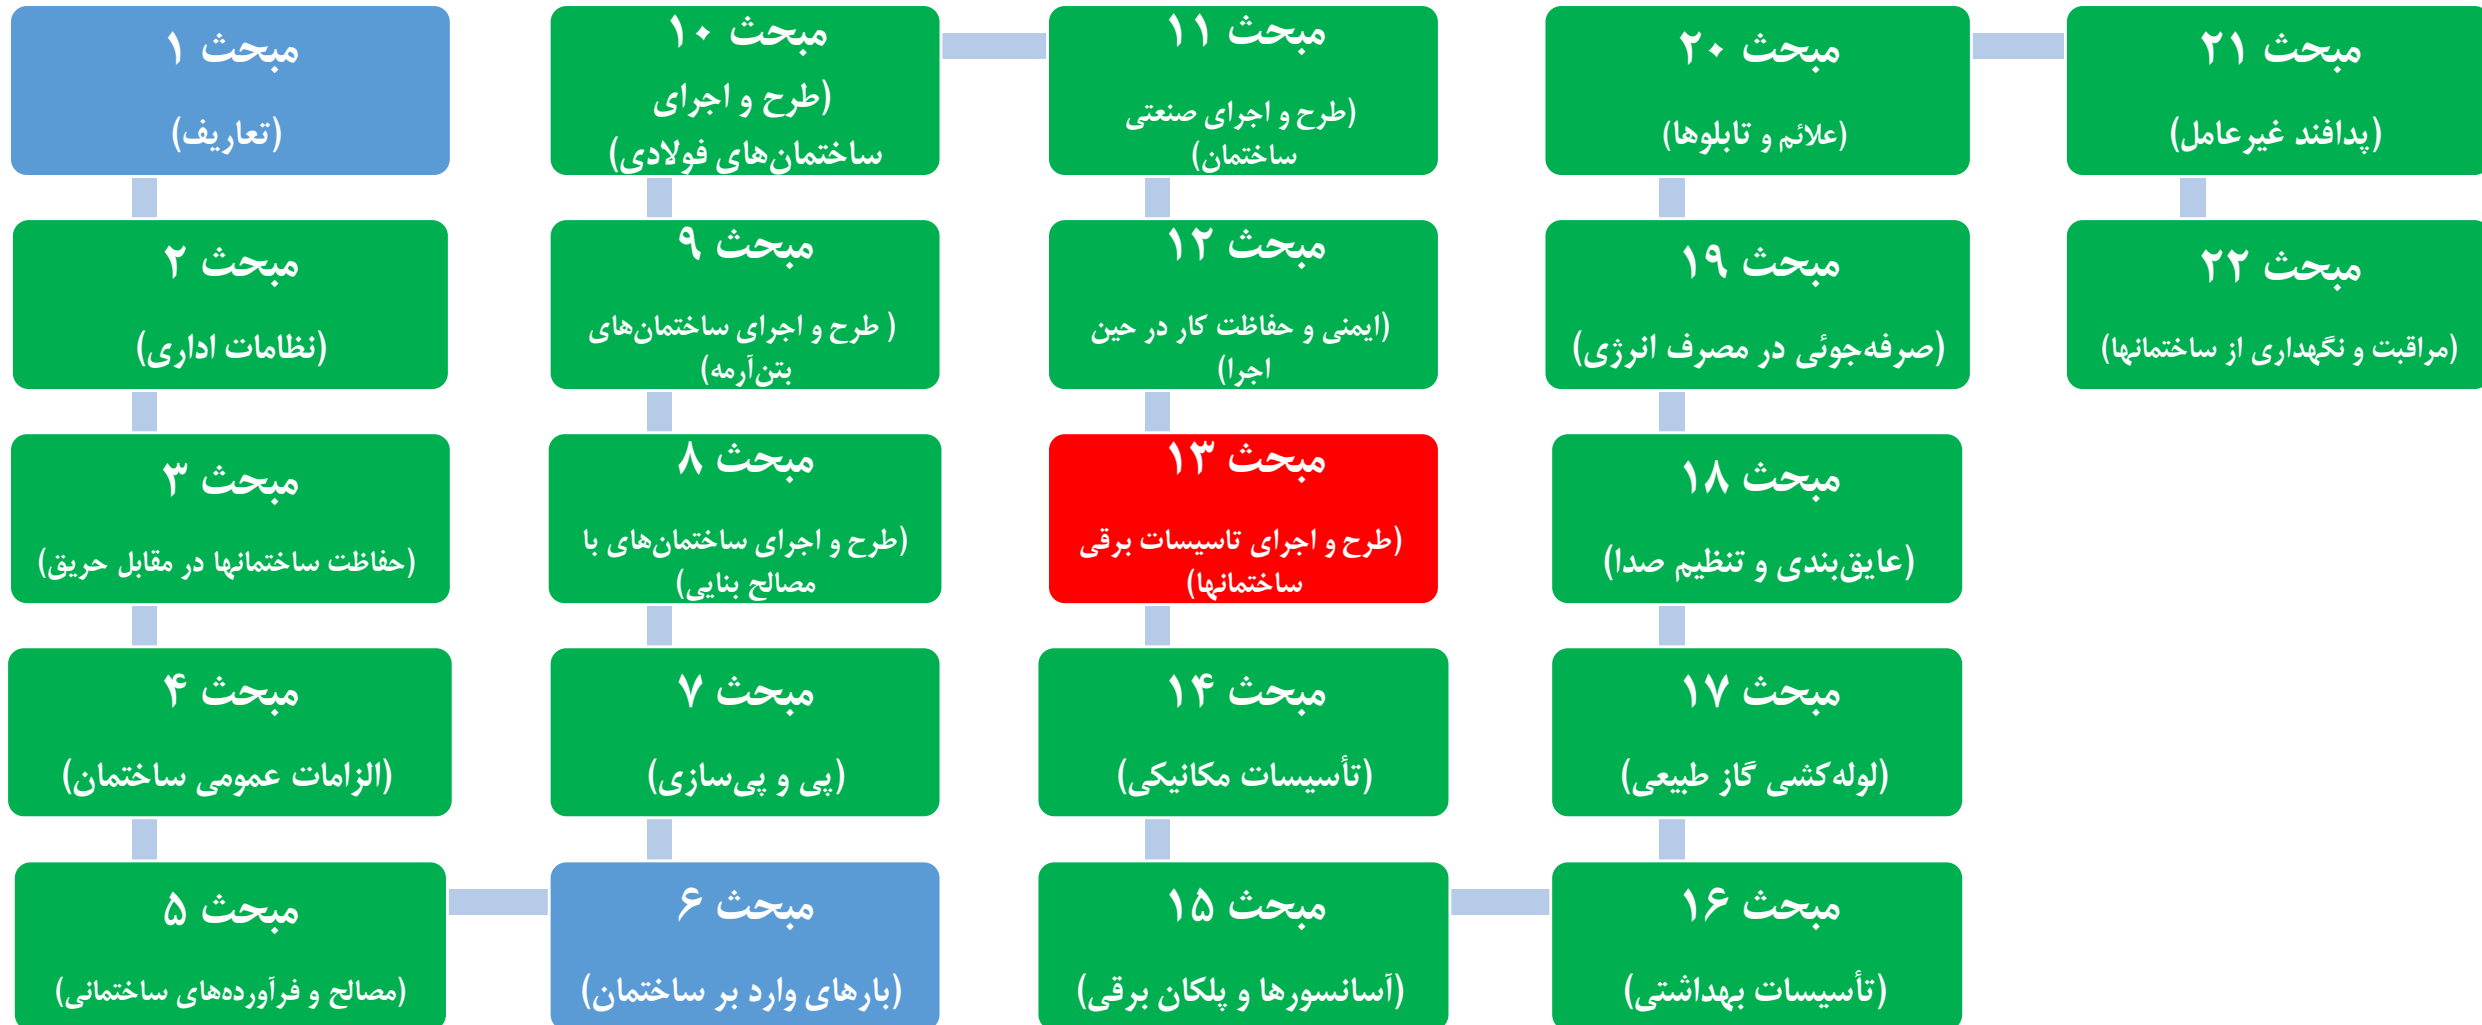 مبحث ۱
(تعاریف)
مبحث ۲
(نظامات اداری)
مبحث ۳
(حفاظت ساختمانها در مقابل حریق)
مبحث ۴
(الزامات عمومی ساختمان)
مبحث ۵
(مصالح و فرآورده‌های ساختمانی)
مبحث ۶
(بارهای وارد بر ساختمان)
مبحث ۷
(پی و پی‌سازی)
مبحث ۸
(طرح و اجرای ساختمان‌های با
مصالح بنایی)
مبحث ۹
( طرح و اجرای ساختمان‌های
بتن‌آرمه)
مبحث ۱۰
(طرح و اجرای
ساختمان‌های فولادی)
مبحث ۱۱
(طرح و اجرای صنعتی
ساختمان)
مبحث ۱۲
(ایمنی و حفاظت کار در حین
اجرا)
مبحث ۱۳
(طرح و اجرای تاسیسات برقی
ساختمانها)
مبحث ۱۴
(تأسیسات مکانیکی)
مبحث ۱۵
(آسانسورها و پلکان برقی)
مبحث ۱۶
(تأسیسات بهداشتی)
مبحث ۱۷
(لوله‌کشی گاز طبیعی)
مبحث ۱۸
(عایق‌بندی و تنظیم صدا)
مبحث ۱۹
(صرفه‌جوئی در مصرف انرژی)
مبحث ۲۰
(علائم و تابلوها)
مبحث ۲۱
(پدافند غیرعامل)
مبحث ۲۲
(مراقبت و نگهداری از ساختمانها)